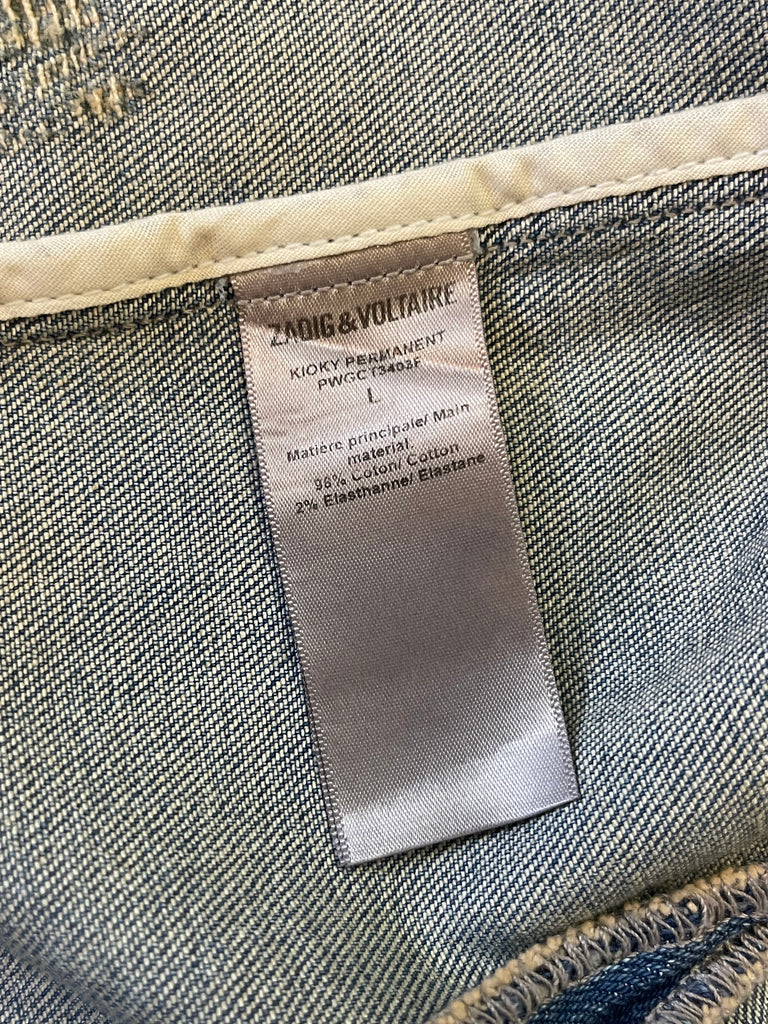 ZADIG&VOLTAIRE
KIOKY PERMANENT
PWGCT3403F
L
Matière principale/ Main
material
98% Coton/ Cotton
2% Elasthanne/ Elastane